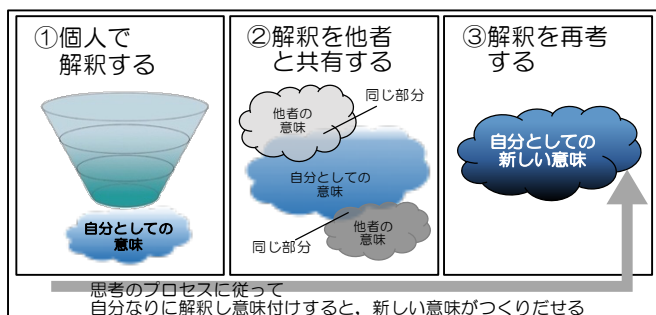 ①個人で
解釈する
自分としての
意味
②解釈を他者
と共有する
他者の
意味
同じ部分
自分としての
意味
他者の
意味
同じ部分
③解釈を再考
する
自分としての
新しい意味
思考のプロセスに従って
自分なりに解釈し意味付けすると，新しい意味がつくりだせる